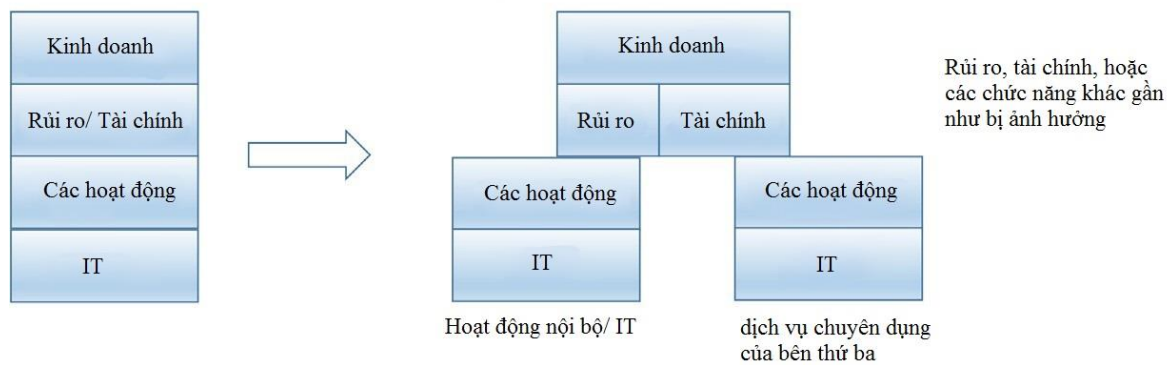 Kinh doanh
Rủi ro/ Tài chính
Các hoạt động
IT
Kinh doanh
Rủi ro
Tài chính
Các hoạt động
IT
Hoạt động nội bộ/ IT
Các hoạt động
IT
dịch vụ chuyên dụng
của bên thứ ba
Rủi ro, tài chính, hoặc
các chức năng khác gần
như bị ảnh hưởng